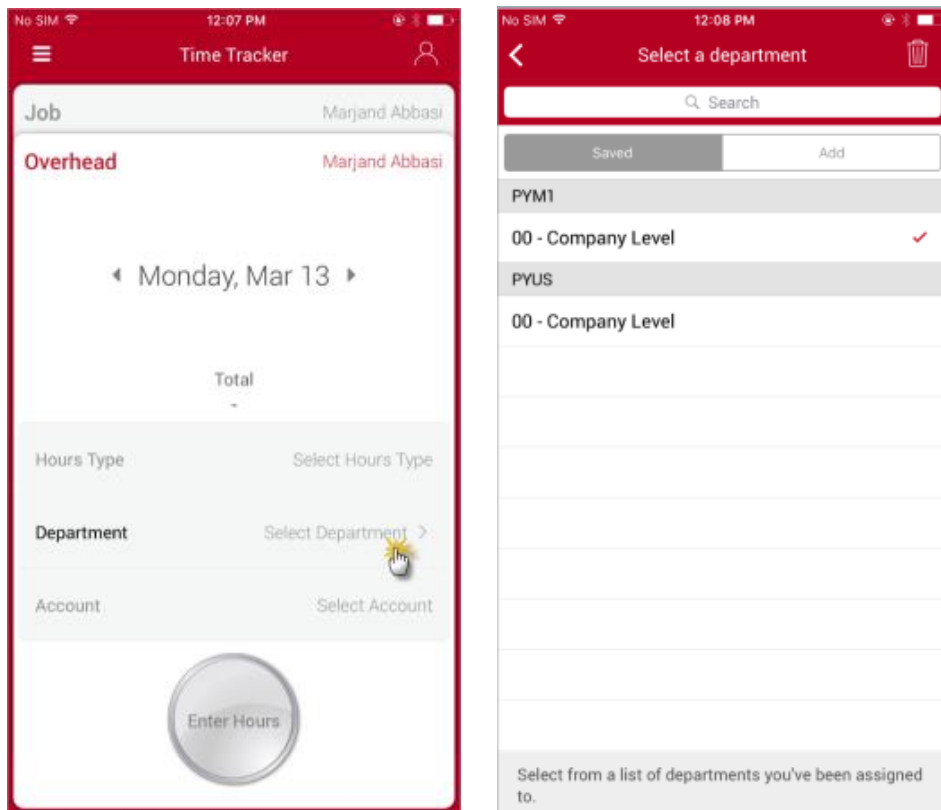 No SIM 12:07 PM
Time Tracker
Job Marjand Abbasi
Overhead Marjand Abbasi
Monday, Mar 13
Total
-
Hours Type Select Hours Type
Department Select Department
Account Select Account
Enter Hours
No SIM 12:08 PM
Select a department
Search
Saved Add
PYM1
00 - Company Level
PYUS
00 - Company Level
Select from a list of departments you've been assigned
to.